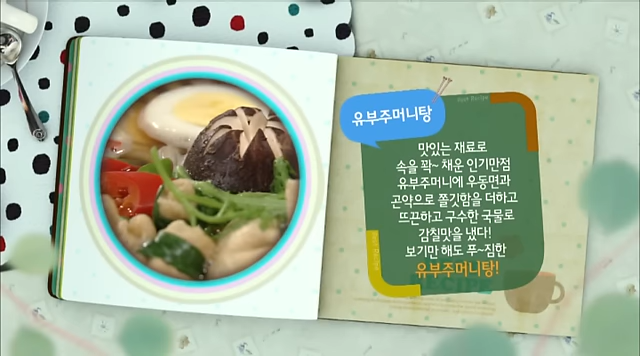 유부주머니탕
맛있는 재료로
속을 꽉~ 채운 인기만점
유부주머니에 우동면과
곤약으로 쫄깃함을 더하고
뜨끈하고 구수한 국물로
감칠맛을 냈다!
보기만 해도 푸~짐한
유부주머니탕!